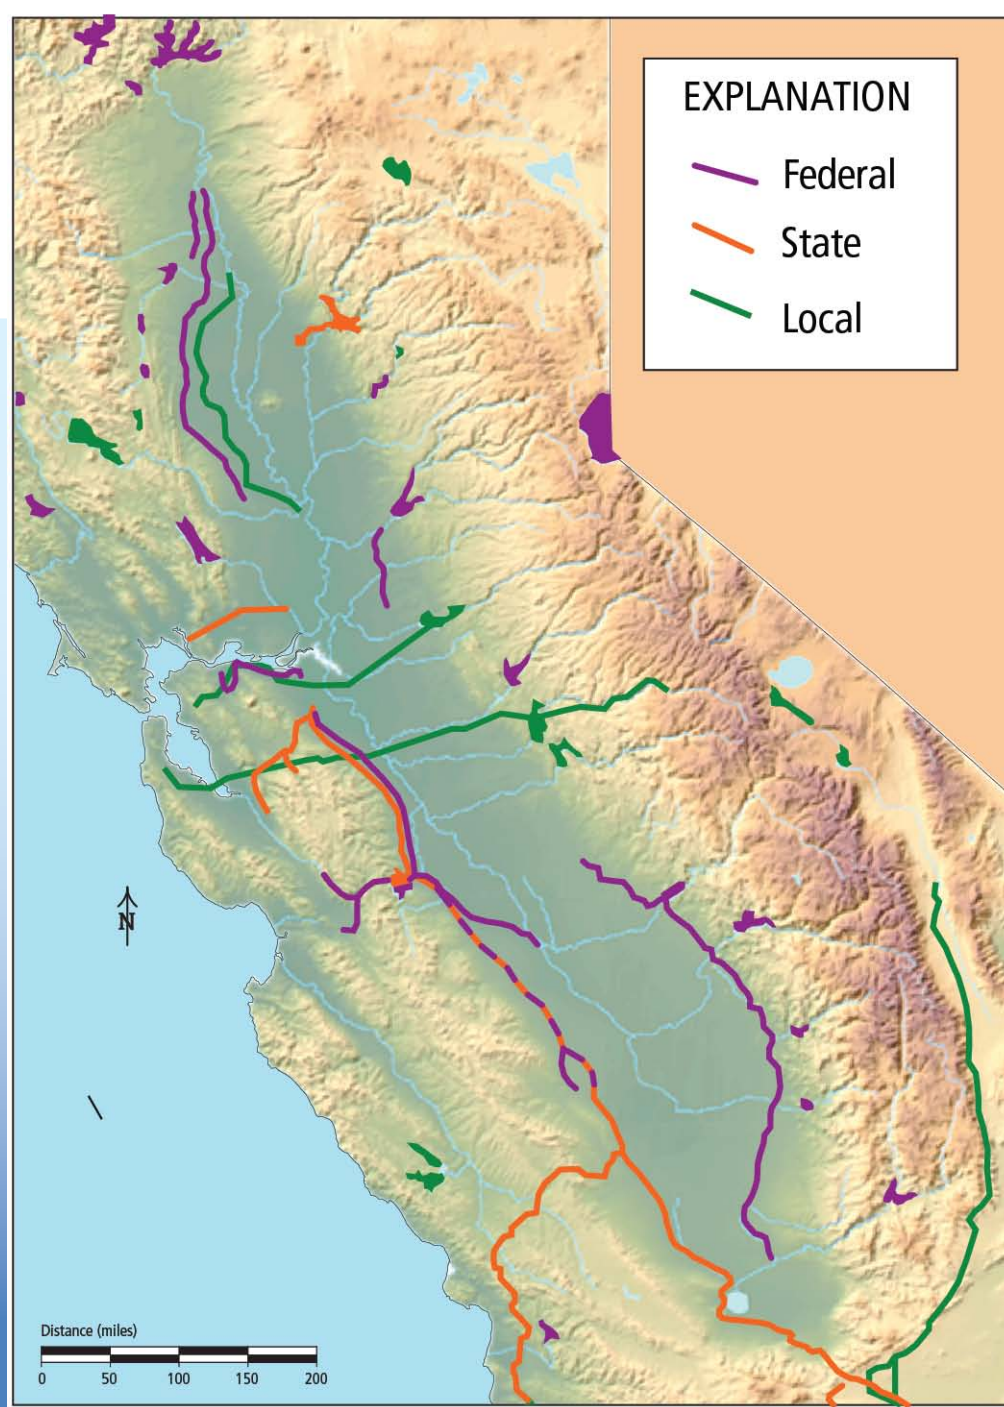 EXPLANATION
Federal
State
Local
N
Distance (miles)
0 50 100 150 200